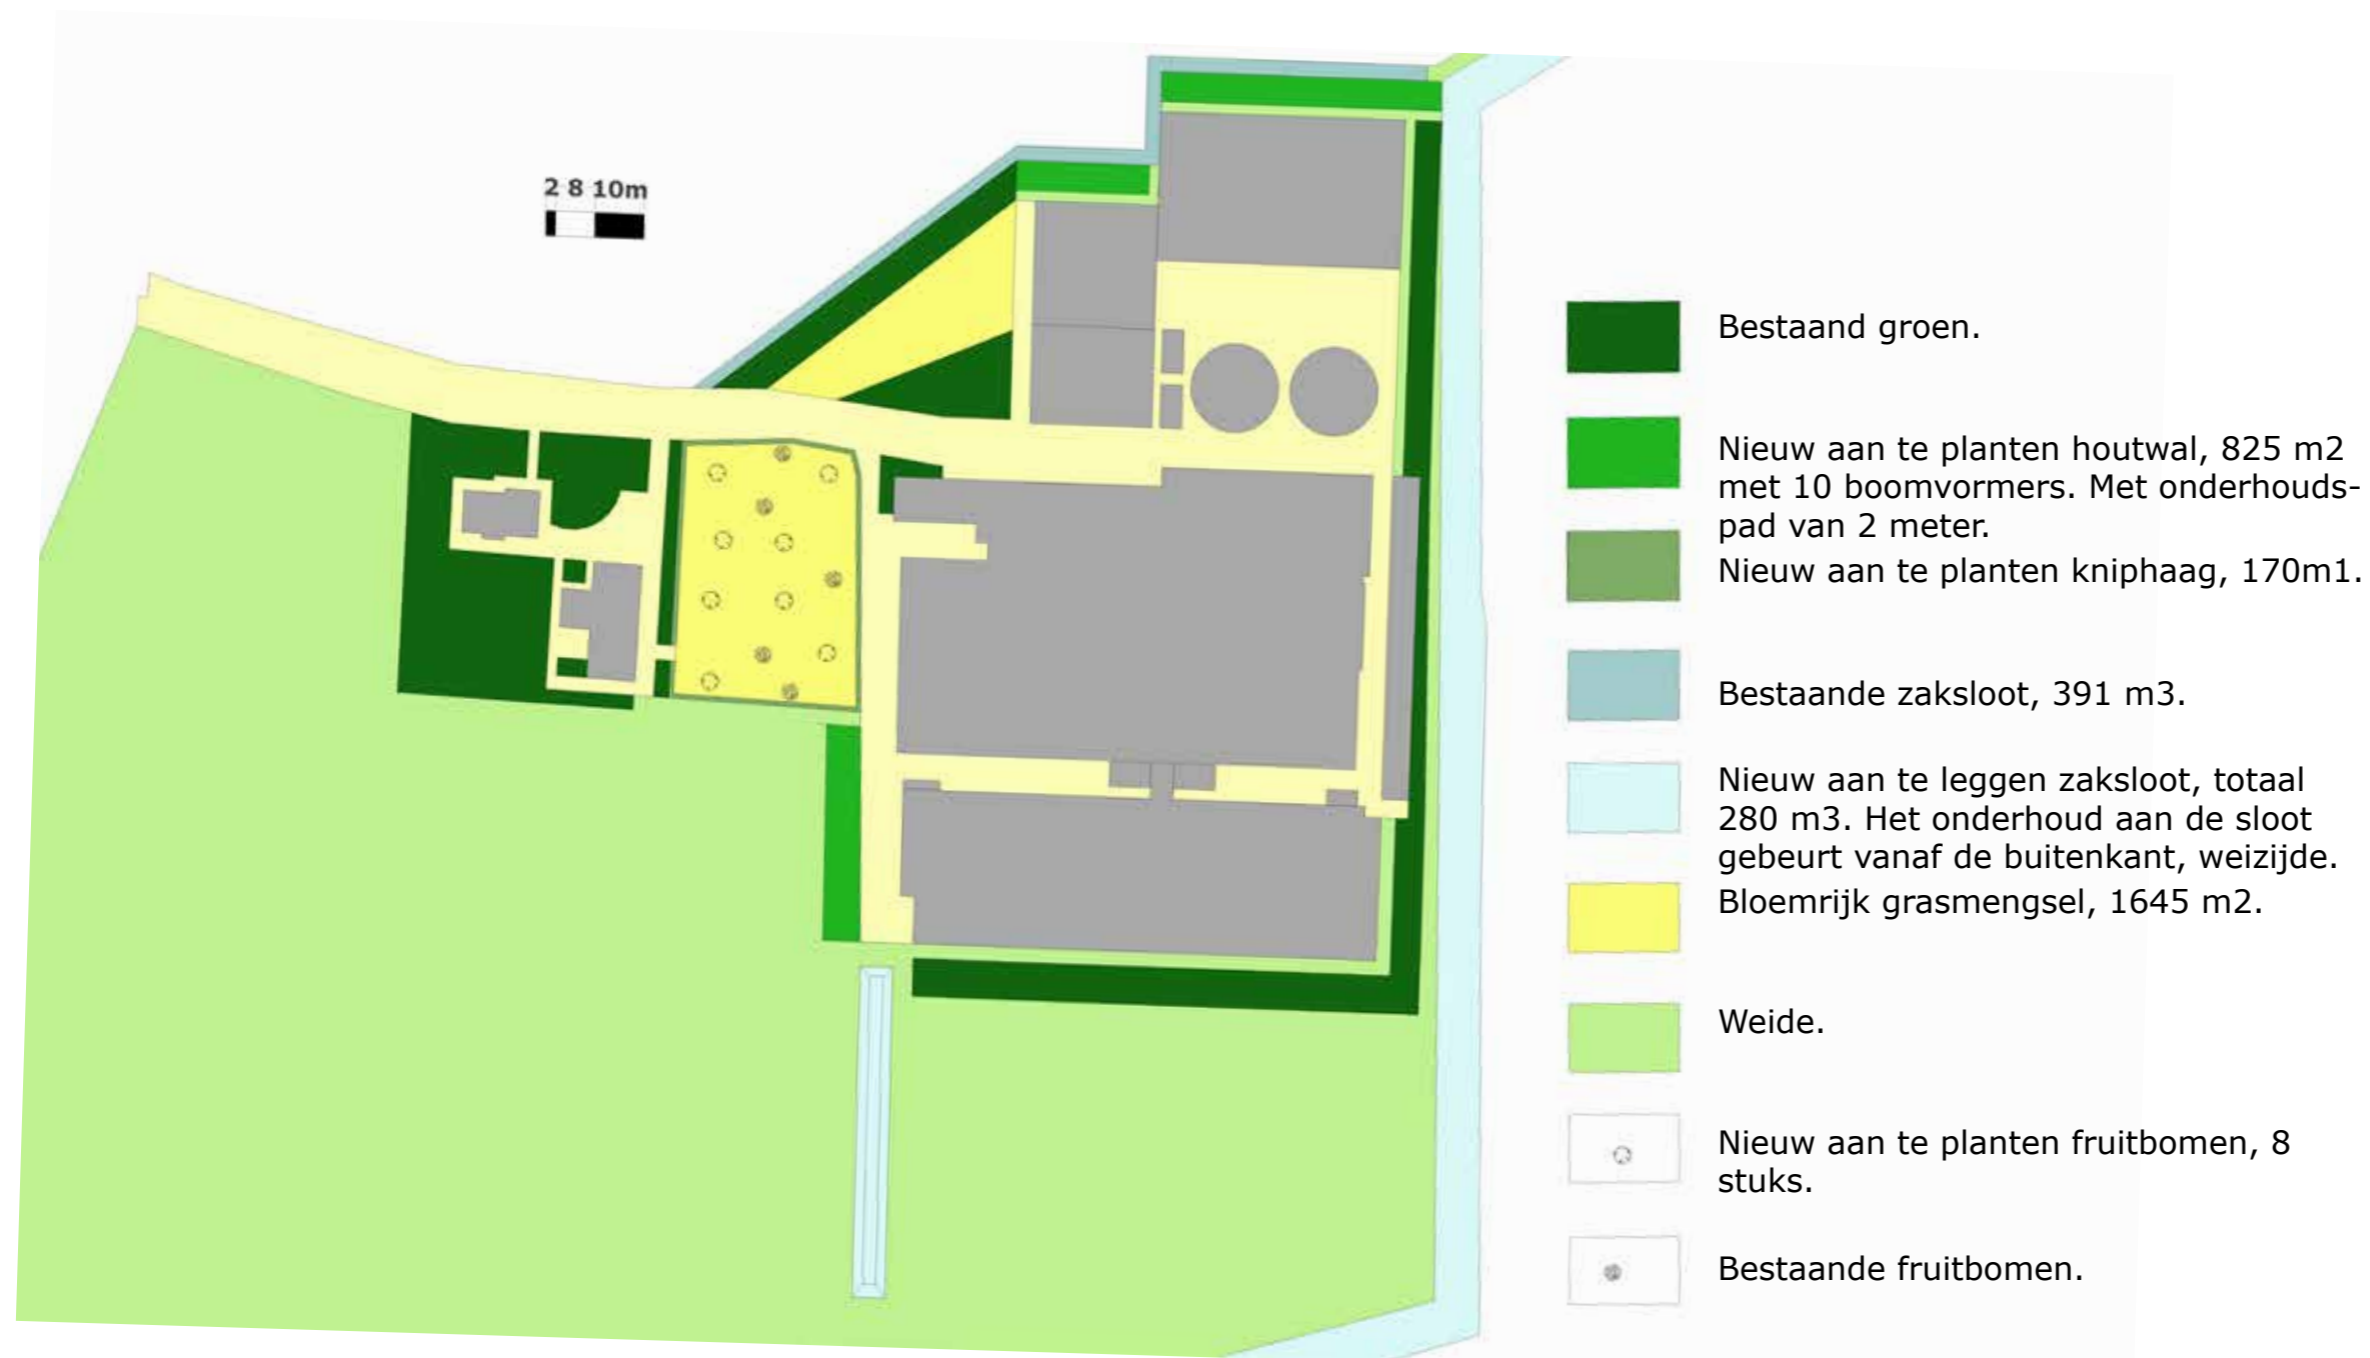 2 8 10m
Bestaand groen.
Nieuw aan te planten houtwal, 825 m2
met 10 boomvormers. Met onderhouds-
pad van 2 meter.
Nieuw aan te planten kniphaag, 170m1.
Bestaande zaksloot, 391 m3.
Nieuw aan te leggen zaksloot, totaal
280 m3. Het onderhoud aan de sloot
gebeurt vanaf de buitenkant, weizijde.
Bloemrijk grasmengsel, 1645 m2.
Weide.
Nieuw aan te planten fruitbomen, 8
stuks.
Bestaande fruitbomen.